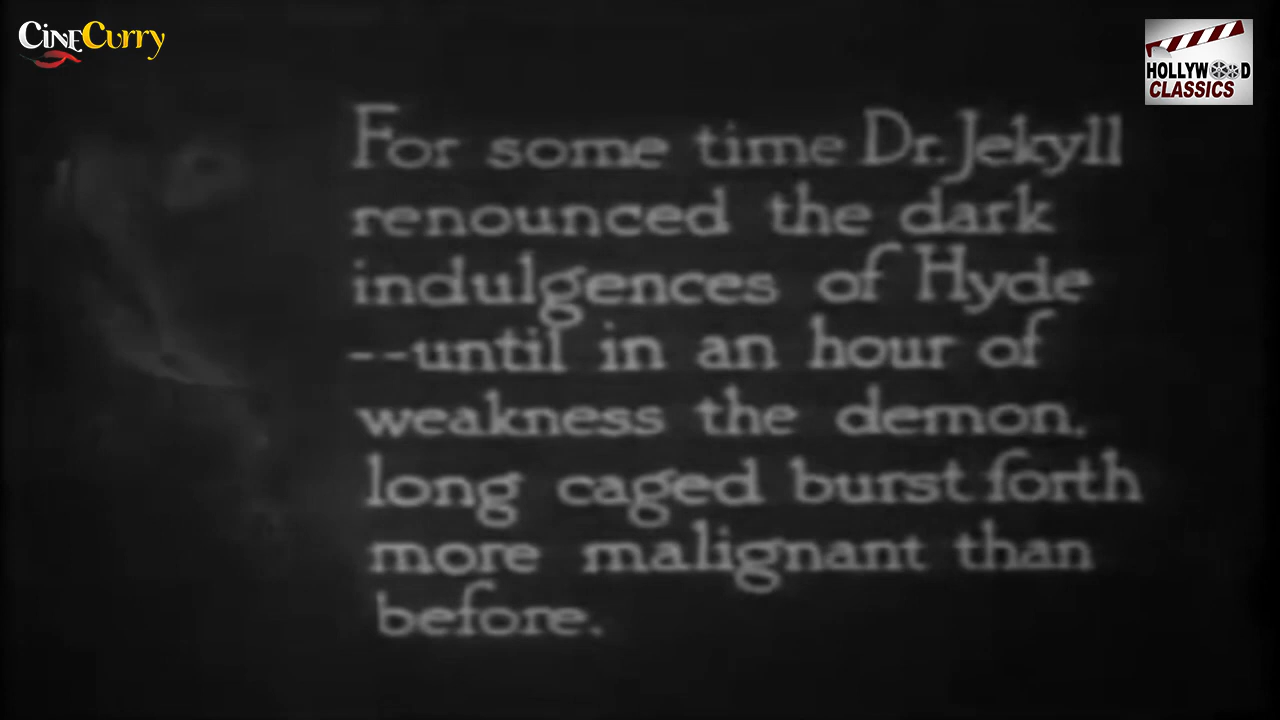 CINECURRY
HOLLYWOOD
CLASSICS
For some time Dr. Jekyll
renounced the dark
indulgences of Hyde
--until in an hour of
weakness the demon,
long caged burst forth
more malignant than
before.